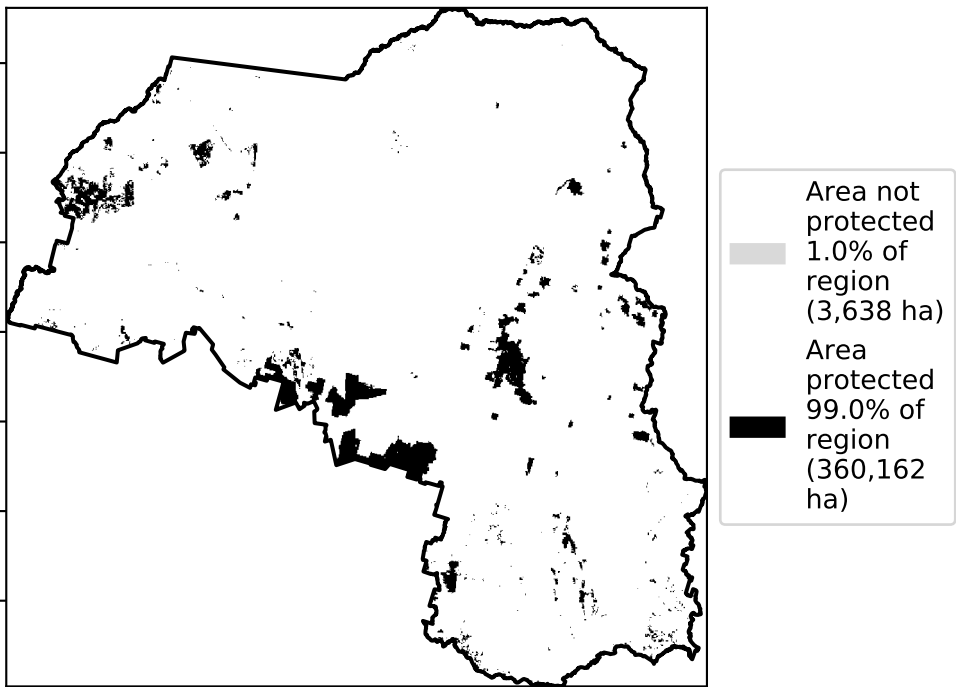 Area not
protected
1.0% of
region
(3,638 ha)
Area
protected
99.0% of
region
(360,162
ha)